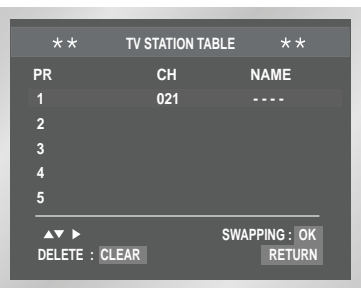 ** TV STATION TABLE **
PR CH NAME
1 021 ----
2
3
4
5
▲▼ ▶ SWAPPING : OK
DELETE : CLEAR RETURN